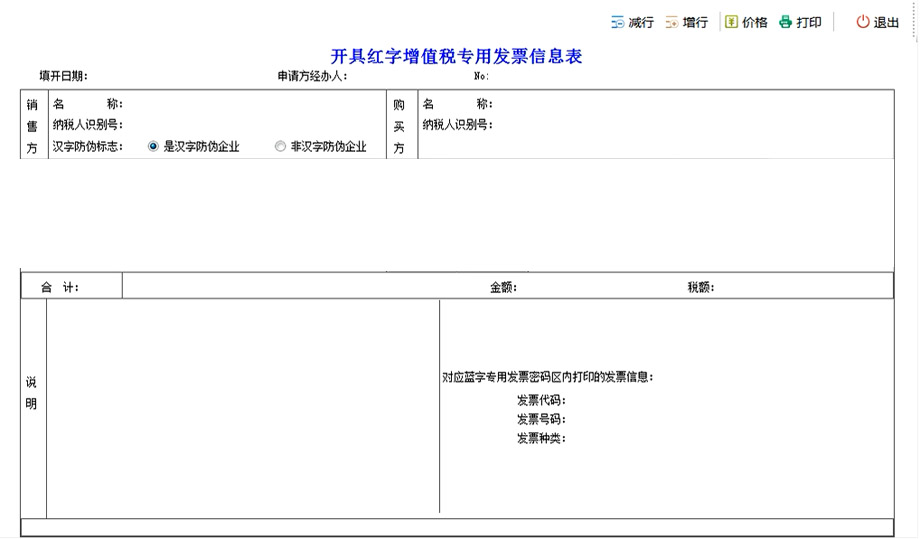 减行 增行 价格 打印 退出
开具红字增值税专用发票信息表
填开日期: 申请方经办人: No:
销售方 名 称: 购买方 名 称:
纳税人识别号: 纳税人识别号:
汉字防伪标志: 是汉字防伪企业 非汉字防伪企业
合 计: 金额: 税额:
说明
对应蓝字专用发票密码区内打印的发票信息:
发票代码:
发票号码:
发票种类: